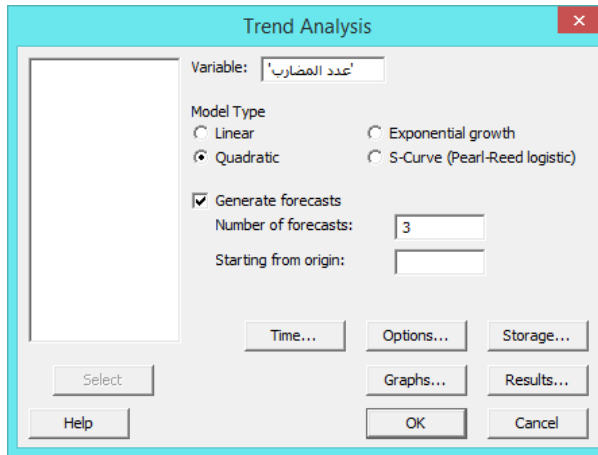 Trend Analysis
Variable: 'عدد المضارب'
Model Type
Linear
Exponential growth
Quadratic
S-Curve (Pearl-Reed logistic)
Generate forecasts
Number of forecasts: 3
Starting from origin:
Time... Options... Storage...
Select Graphs... Results...
Help OK Cancel